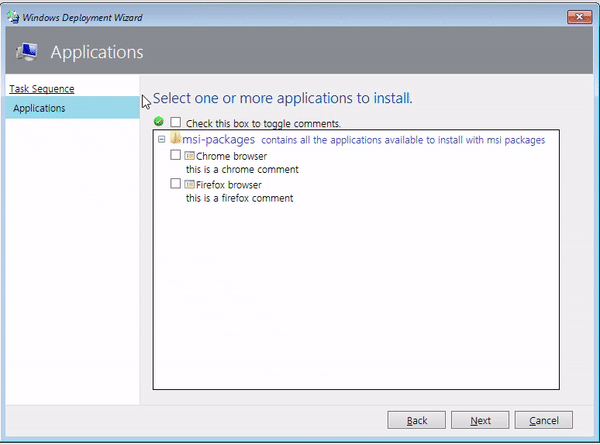 Windows Deployment Wizard
Applications
Task Sequence
Applications
Select one or more applications to install.
Check this box to toggle comments.
msi-packages contains all the applications available to install with msi packages
Chrome browser
this is a chrome comment
Firefox browser
this is a firefox comment
Back Next Cancel